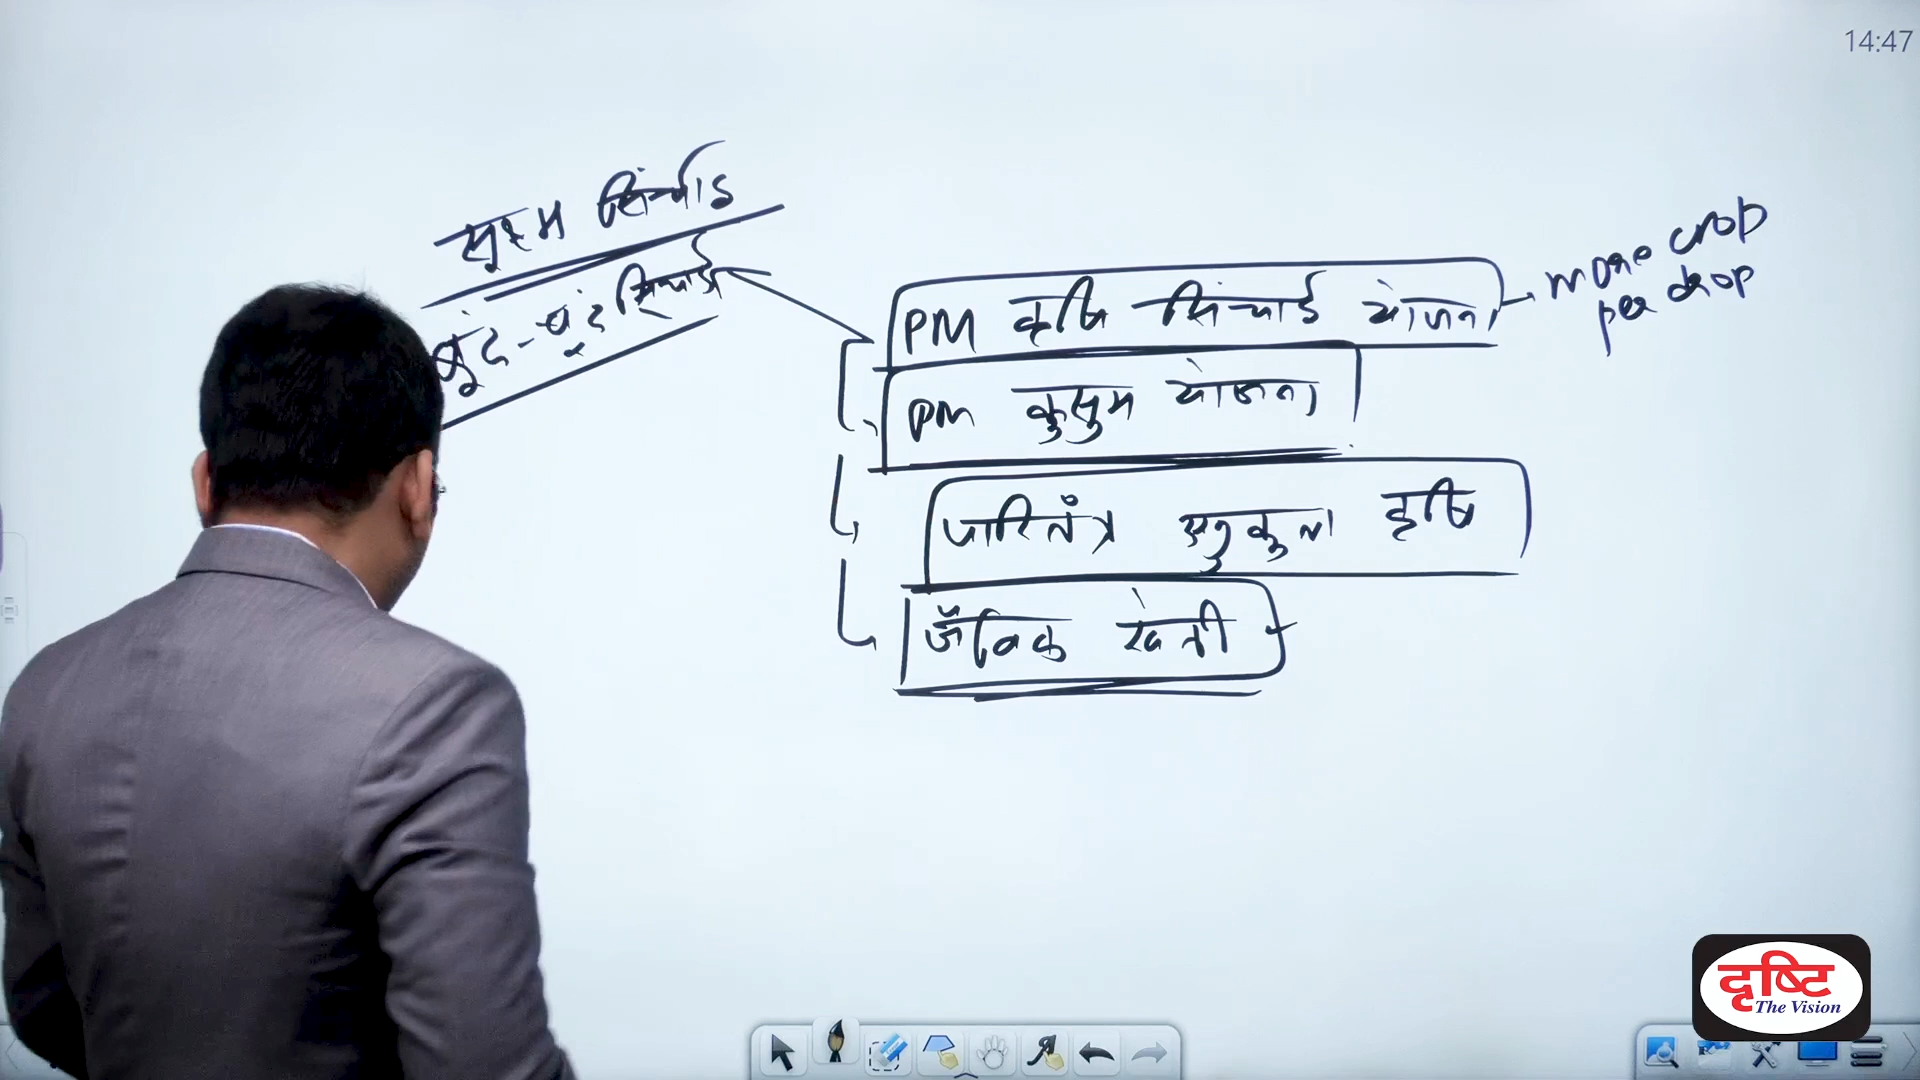 14:47
सूक्ष्म सिंचाई
बूंद-बूंद सिंचाई
PM कृषि सिंचाई योजना
more crop
per drop
PM कुसुम योजना
पारितंत्र अनुकूल कृषि
जैविक खेती
दृष्टि
The Vision